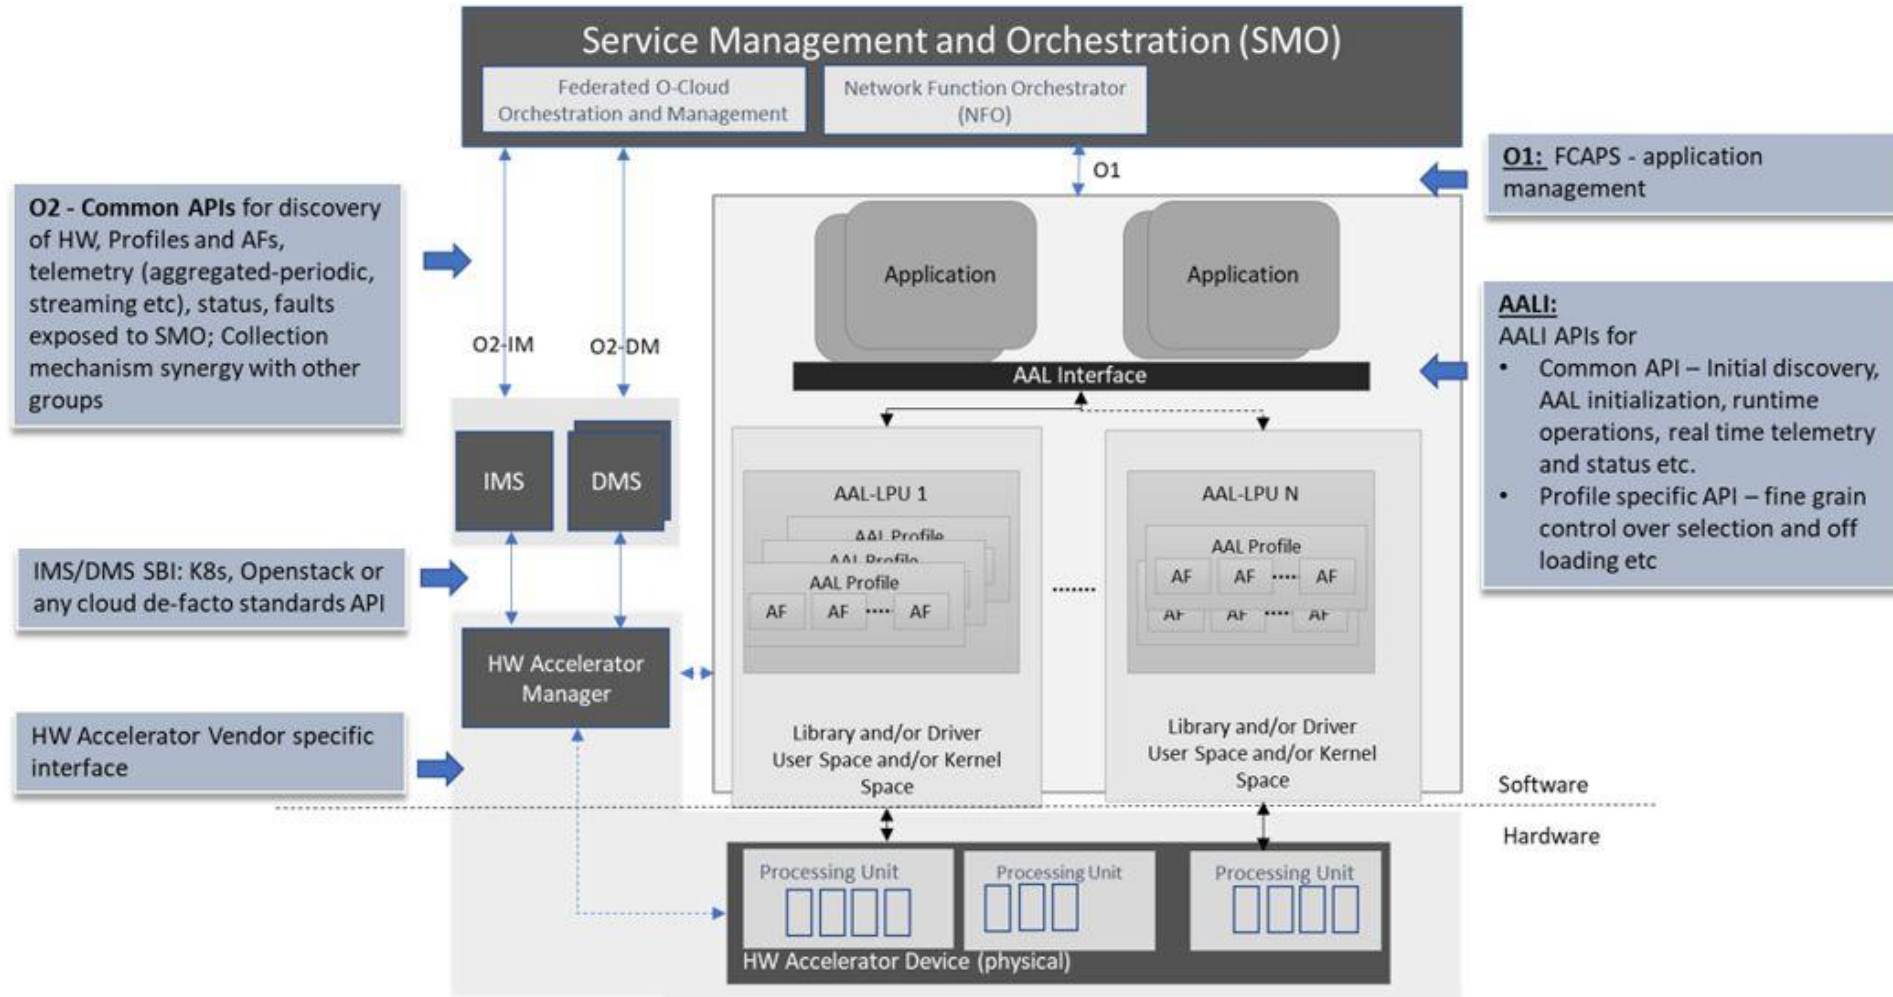 Service Management and Orchestration (SMO)
Federated O-Cloud
Orchestration and Management
Network Function Orchestrator
(NFO)
O1
O1: FCAPS - application
management
O2 - Common APIs for discovery
of HW, Profiles and AFs,
telemetry (aggregated-periodic,
streaming etc), status, faults
exposed to SMO; Collection
mechanism synergy with other
groups
O2-IM
O2-DM
Application
Application
AAL Interface
AALI:
AALI APIs for
• Common API – Initial discovery,
AAL initialization, runtime
operations, real time telemetry
and status etc.
• Profile specific API – fine grain
control over selection and off
loading etc
IMS
DMS
AAL-LPU 1
AAL Profile
AAL Profile
AAL Profile
AF AF ····· AF
.......
AAL-LPU N
AAL Profile
AF AF ····· AF
AF AF ····· AF
IMS/DMS SBI: K8s, Openstack or
any cloud de-facto standards API
HW Accelerator
Manager
HW Accelerator Vendor specific
interface
Library and/or Driver
User Space and/or Kernel
Space
Library and/or Driver
User Space and/or Kernel
Space
Software
Hardware
Processing Unit
Processing Unit
Processing Unit
HW Accelerator Device (physical)